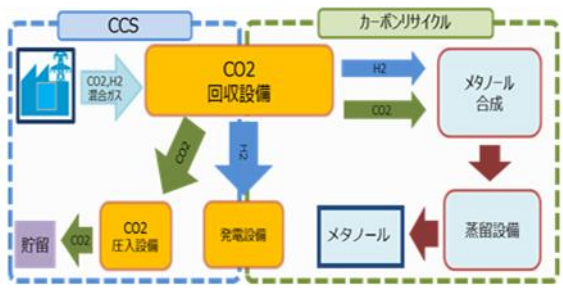 CCS
カーボンリサイクル
CO2,H2
混合ガス
CO2
回収設備
H2
CO2
メタノール
合成
CO2
H2
貯留
CO2
CO2
圧入設備
発電設備
メタノール
蒸留設備